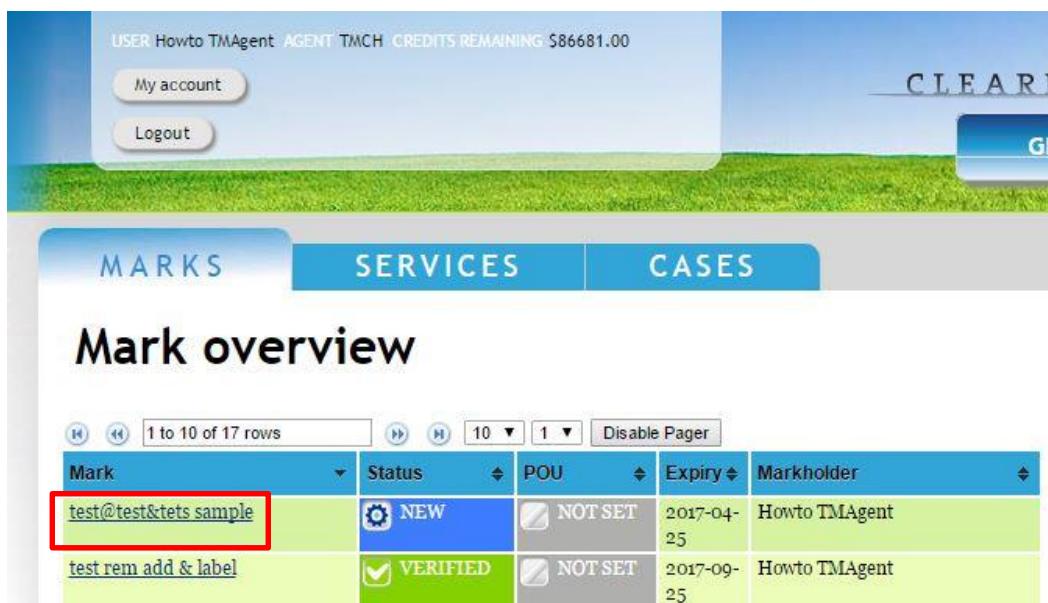 USER Howto TMAgent AGENT TMCH CREDITS REMAINING $86681.00
My account
CLEAR
Logout
MARKS SERVICES CASES
Mark overview
1 to 10 of 17 rows 10 1 Disable Pager
Mark Status POU Expiry Markholder
test@test&tets sample NEW NOT SET 2017-04-25 Howto TMAgent
test rem add & label VERIFIED NOT SET 2017-09-25 Howto TMAgent